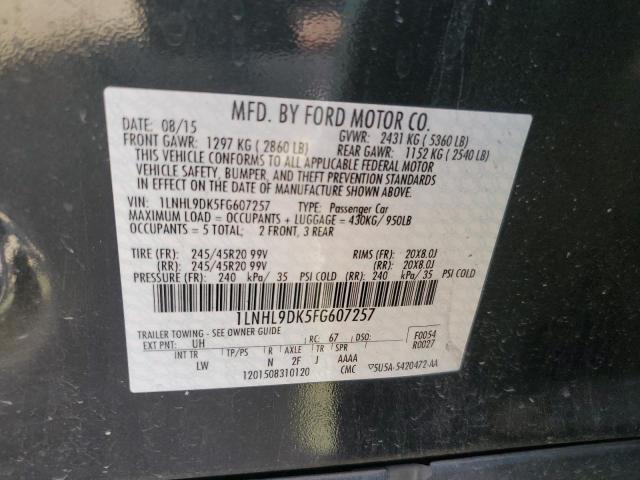 MFD. BY FORD MOTOR CO.
DATE: 08/15 GVWR: 2431 KG ( 5360 LB)
FRONT GAWR: 1297 KG ( 2860 LB) REAR GAWR: 1152 KG ( 2540 LB)
THIS VEHICLE CONFORMS TO ALL APPLICABLE FEDERAL MOTOR
VEHICLE SAFETY, BUMPER, AND THEFT PREVENTION STANDARDS
IN EFFECT ON THE DATE OF MANUFACTURE SHOWN ABOVE.
VIN: 1LNHL9DK5FG607257 TYPE: Passenger Car
MAXIMUM LOAD = OCCUPANTS + LUGGAGE = 430KG/ 950LB
OCCUPANTS = 5 TOTAL: 2 FRONT, 3 REAR
TIRE (FR): 245/45R20 99V RIMS (FR): 20X8.0J
(RR): 245/45R20 99V (RR): 20X8.0J
PRESSURE (FR): 240 kPa/ 35 PSI COLD (RR): 240 kPa/ 35 PSI COLD
1LNHL9DK5FG607257
TRAILER TOWING - SEE OWNER GUIDE
EXT PNT: UH RC: 67 DSO: F0054
R0027
INT TR TP/PS R AXLE TR SPR
LW N 2F J AAAA
1201508310120 CMC ▽5U5A-5420472-AA